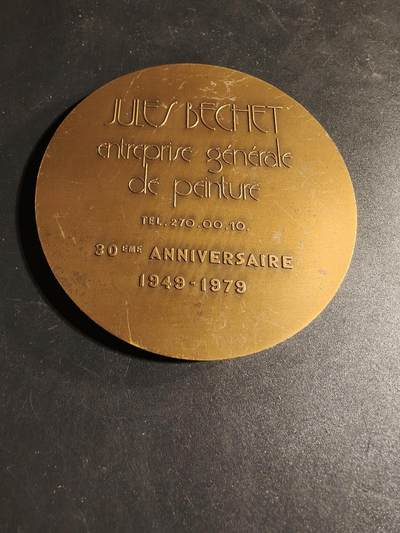 JULES BECHET
entreprise générale
de peinture
TEL. 270.00.10.
30ÈME ANNIVERSAIRE
1949-1979